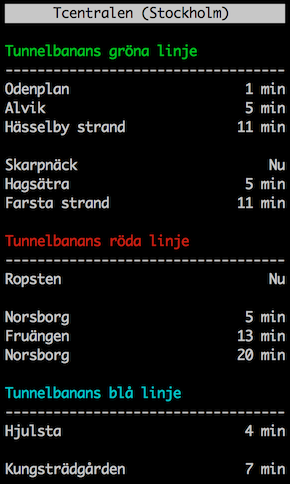 Tcentralen (Stockholm)
Tunnelbanans gröna linje
--------------------------------
Odenplan 1 min
Alvik 5 min
Hässelby strand 11 min
Skarpnäck Nu
Hagsätra 5 min
Farsta strand 11 min
Tunnelbanans röda linje
--------------------------------
Ropsten Nu
Norsborg 5 min
Fruängen 13 min
Norsborg 20 min
Tunnelbanans blå linje
--------------------------------
Hjulsta 4 min
Kungsträdgården 7 min